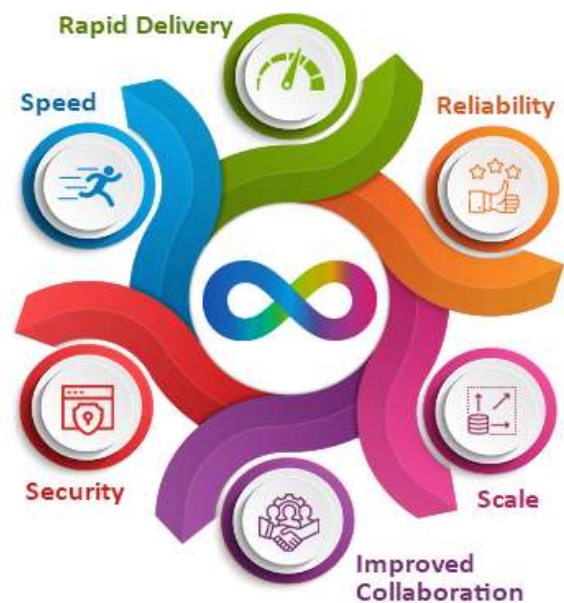 Rapid Delivery
Speed
Reliability
Security
Scale
Improved
Collaboration